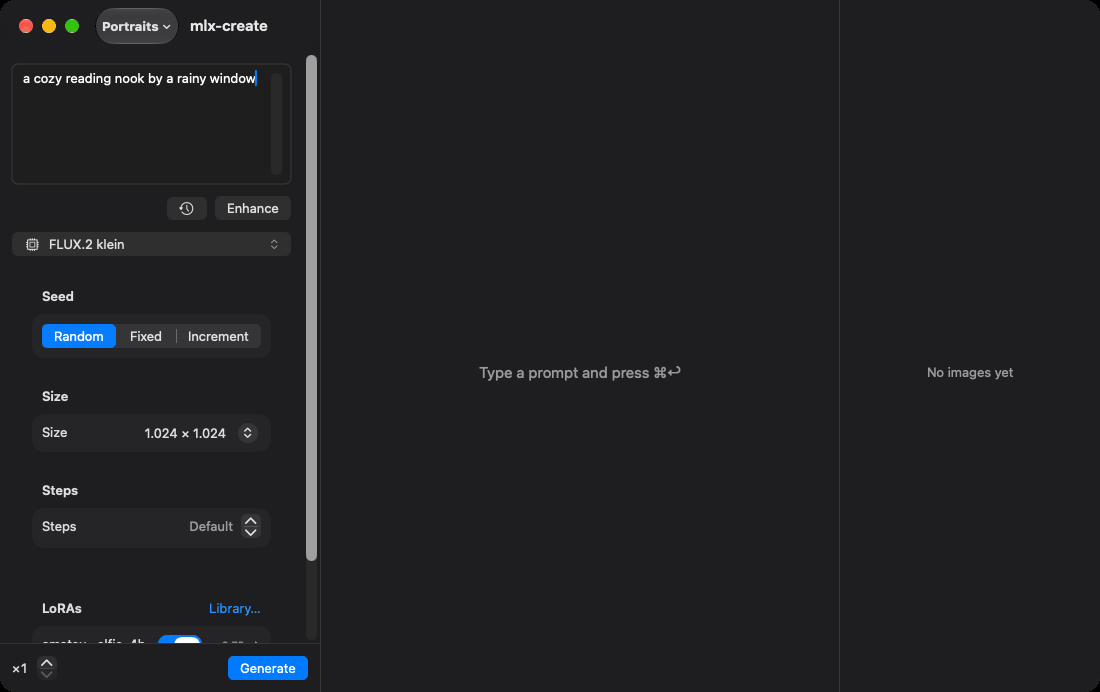 Portraits
mlx-create
a cozy reading nook by a rainy window
Enhance
FLUX.2 klein
Seed
Random
Fixed
Increment
Size
Size
1.024 × 1.024
Steps
Steps
Default
LoRAs
Library...
×1
Generate
Type a prompt and press ⌘↩
No images yet